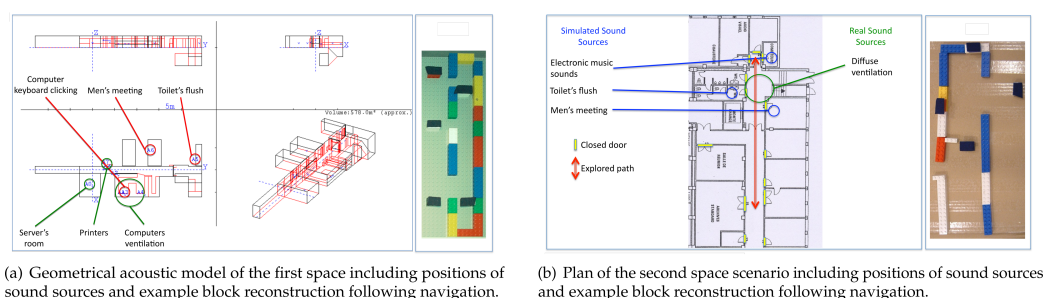 Computer
keyboard clicking
Men's meeting
Toilet's flush
5m
Volume:578.0m³ (approx.)
Server's
room
Printers
Computers
ventilation
Simulated Sound
Sources
Real Sound
Sources
Electronic music
sounds
Diffuse
ventilation
Toilet's flush
Men's meeting
Closed door
Explored path
(a) Geometrical acoustic model of the first space including positions of
sound sources and example block reconstruction following navigation.
(b) Plan of the second space scenario including positions of sound sources
and example block reconstruction following navigation.